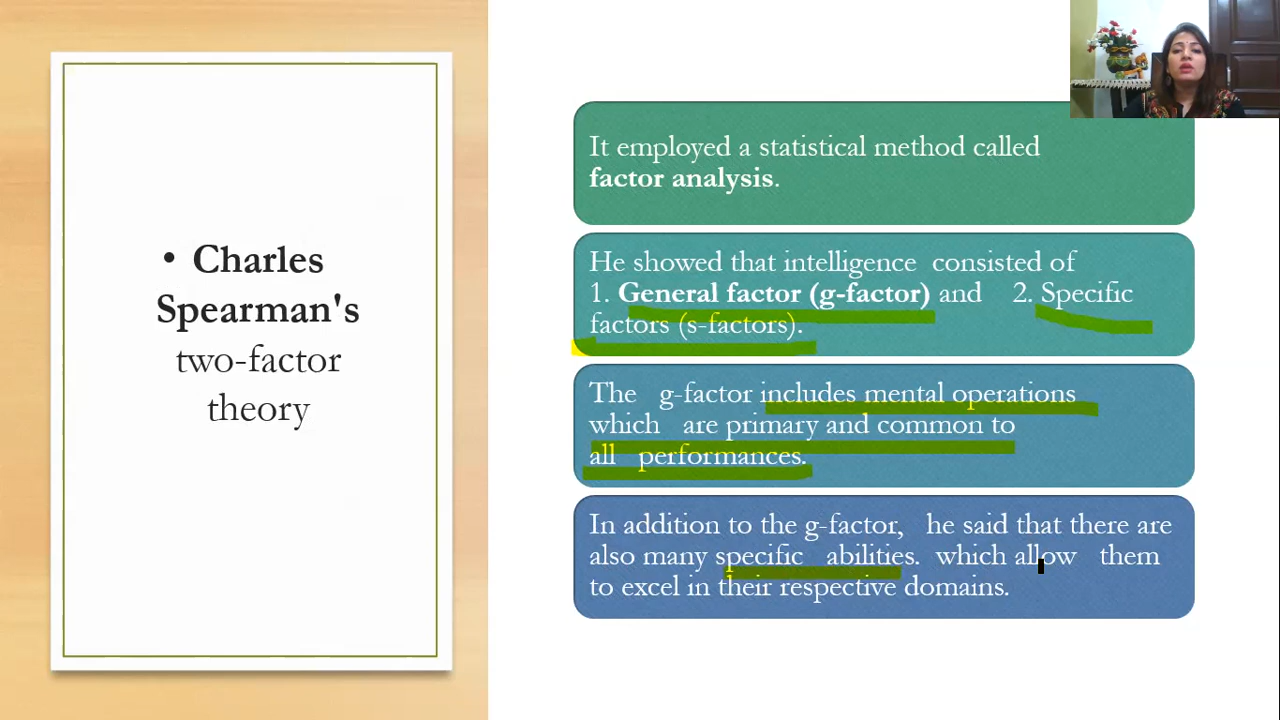 • Charles
Spearman's
two-factor
theory
It employed a statistical method called
factor analysis.
He showed that intelligence consisted of
1. General factor (g-factor) and 2. Specific
factors (s-factors).
The g-factor includes mental operations
which are primary and common to
all performances.
In addition to the g-factor, he said that there are
also many specific abilities. which allow them
to excel in their respective domains.